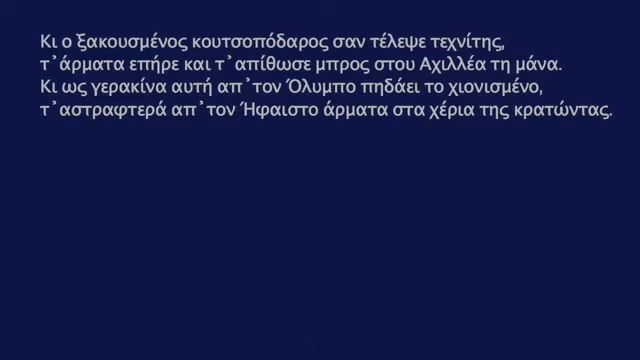 Κι ο ξακουσμένος κουτσοπόδαρος σαν τέλεψε τεχνίτης,
τ᾿άρματα επήρε και τ᾿απίθωσε μπρος στου Αχιλλέα τη μάνα.
Κι ως γερακίνα αυτή απ᾿τον Όλυμπο πηδάει το χιονισμένο,
τ᾿αστραφτερά απ᾿τον Ήφαιστο άρματα στα χέρια της κρατώντας.